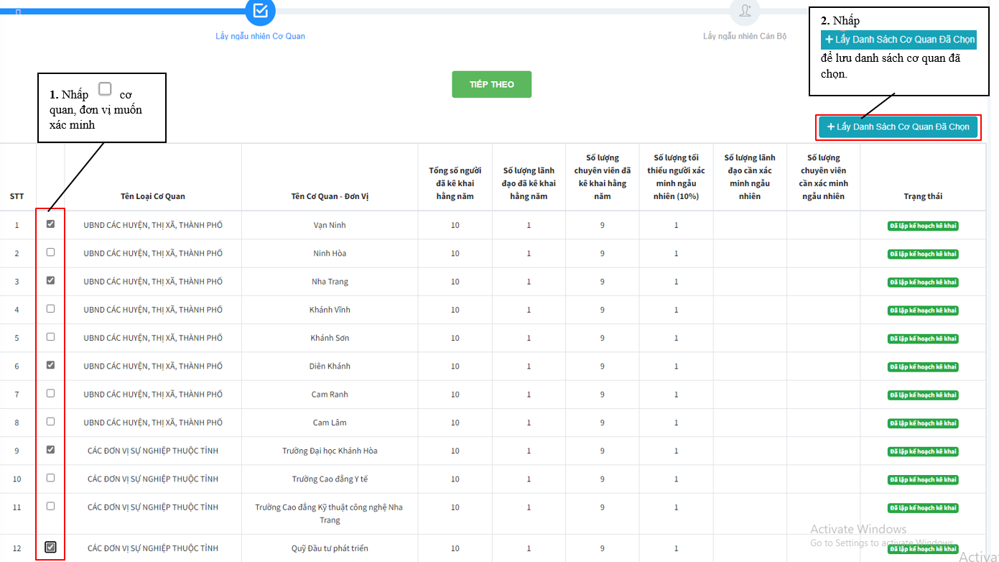 Lấy ngẫu nhiên Cơ Quan
Lấy ngẫu nhiên Cán Bộ
2. Nhấp
+ Lấy Danh Sách Cơ Quan Đã Chọn
để lưu danh sách cơ quan đã
chọn.
1. Nhấp cơ
quan, đơn vị muốn
xác minh
TIẾP THEO
+ Lấy Danh Sách Cơ Quan Đã Chọn
STT Tên Loại Cơ Quan Tên Cơ Quan - Đơn Vị Tổng số người đã kê khai hằng năm Số lượng lãnh đạo đã kê khai hằng năm Số lượng chuyên viên đã kê khai hằng năm Số lượng tối thiểu người xác minh ngẫu nhiên (10%) Số lượng lãnh đạo cần xác minh ngẫu nhiên Số lượng chuyên viên cần xác minh ngẫu nhiên Trạng thái
1 UBND CÁC HUYỆN, THỊ XÃ, THÀNH PHỐ Vạn Ninh 10 1 9 1 Đã lập kế hoạch kê khai
2 UBND CÁC HUYỆN, THỊ XÃ, THÀNH PHỐ Ninh Hòa 10 1 9 1 Đã lập kế hoạch kê khai
3 UBND CÁC HUYỆN, THỊ XÃ, THÀNH PHỐ Nha Trang 10 1 9 1 Đã lập kế hoạch kê khai
4 UBND CÁC HUYỆN, THỊ XÃ, THÀNH PHỐ Khánh Vĩnh 10 1 9 1 Đã lập kế hoạch kê khai
5 UBND CÁC HUYỆN, THỊ XÃ, THÀNH PHỐ Khánh Sơn 10 1 9 1 Đã lập kế hoạch kê khai
6 UBND CÁC HUYỆN, THỊ XÃ, THÀNH PHỐ Diên Khánh 10 1 9 1 Đã lập kế hoạch kê khai
7 UBND CÁC HUYỆN, THỊ XÃ, THÀNH PHỐ Cam Ranh 10 1 9 1 Đã lập kế hoạch kê khai
8 UBND CÁC HUYỆN, THỊ XÃ, THÀNH PHỐ Cam Lâm 10 1 9 1 Đã lập kế hoạch kê khai
9 CÁC ĐƠN VỊ SỰ NGHIỆP THUỘC TỈNH Trường Đại học Khánh Hòa 10 1 9 1 Đã lập kế hoạch kê khai
10 CÁC ĐƠN VỊ SỰ NGHIỆP THUỘC TỈNH Trường Cao đẳng Y tế 10 1 9 1 Đã lập kế hoạch kê khai
11 CÁC ĐƠN VỊ SỰ NGHIỆP THUỘC TỈNH Trường Cao đẳng Kỹ thuật công nghệ Nha Trang 10 1 9 1 Đã lập kế hoạch kê khai
12 CÁC ĐƠN VỊ SỰ NGHIỆP THUỘC TỈNH Quỹ Đầu tư phát triển 10 1 9 1 Đã lập kế hoạch kê khai
Activate Windows
Go to Settings to activate Windows.
Activa